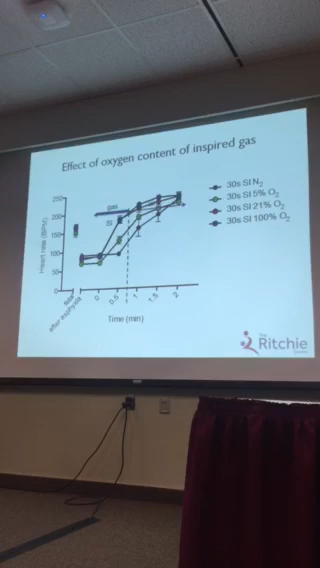 Effect of oxygen content of inspired gas
30s SI N₂
30s SI 5% O₂
30s SI 21% O₂
30s SI 100% O₂
gas
SI
Heart rate (BPM)
250
200
150
100
50
0
after asphyxia
0
0.5
1
1.5
2
Time (min)
The
Ritchie